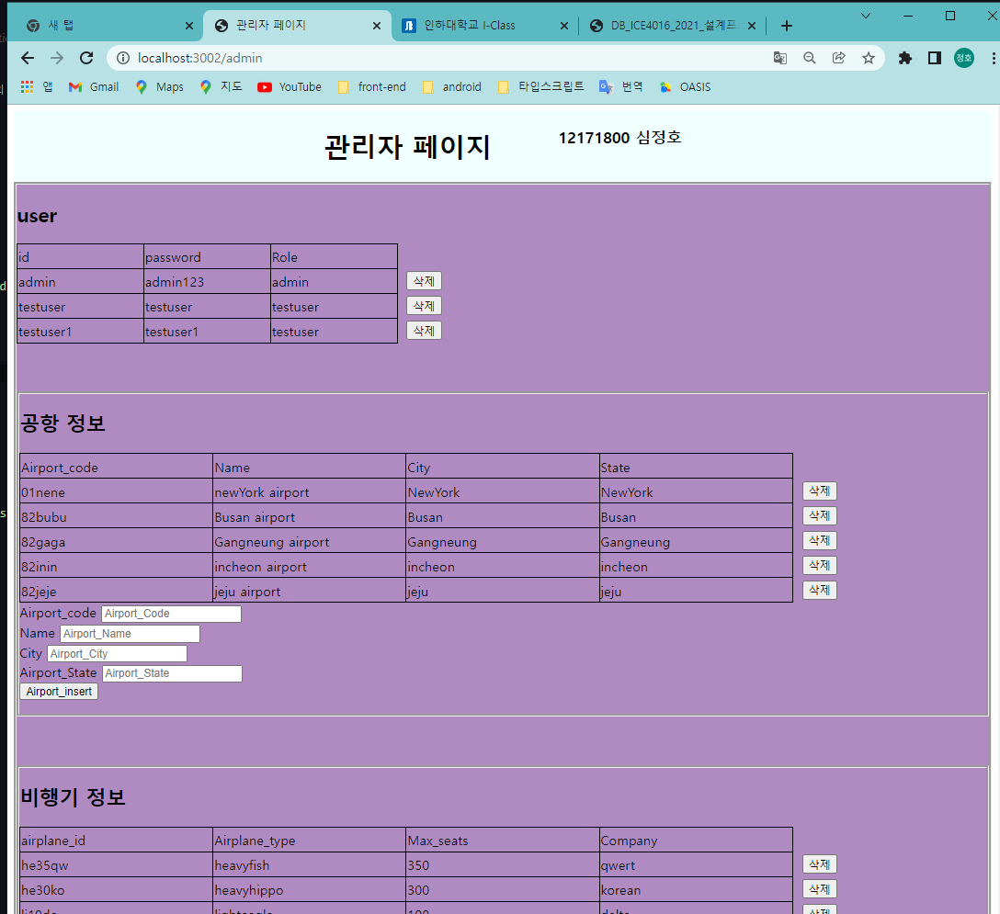 새 탭
관리자 페이지
인하대학교 I-Class
DB_ICE4016_2021_설계프
localhost:3002/admin
정호
앱 Gmail Maps 지도 YouTube front-end android 타입스크립트 번역 OASIS
관리자 페이지 12171800 심정호
user
id password Role
admin admin123 admin 삭제
testuser testuser testuser 삭제
testuser1 testuser1 testuser 삭제
공항 정보
Airport_code Name City State
01nene newYork airport NewYork NewYork 삭제
82bubu Busan airport Busan Busan 삭제
82gaga Gangneung airport Gangneung Gangneung 삭제
82inin incheon airport incheon incheon 삭제
82jeje jeju airport jeju jeju 삭제
Airport_code Airport_Code
Name Airport_Name
City Airport_City
Airport_State Airport_State
Airport_insert
비행기 정보
airplane_id Airplane_type Max_seats Company
he35qw heavyfish 350 qwert 삭제
he30ko heavyhippo 300 korean 삭제